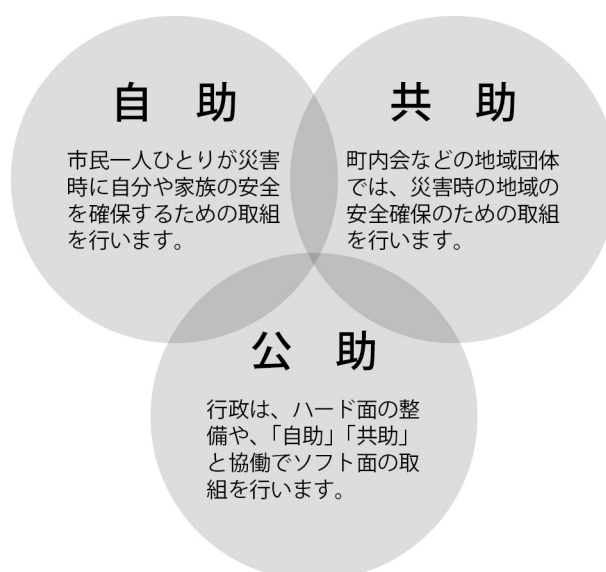 自　助
市民一人ひとりが災害
時に自分や家族の安全
を確保するための取組
を行います。
共　助
町内会などの地域団体
では、災害時の地域の
安全確保のための取組
を行います。
公　助
行政は、ハード面の整
備や、「自助」「共助」
と協働でソフト面の取
組を行います。